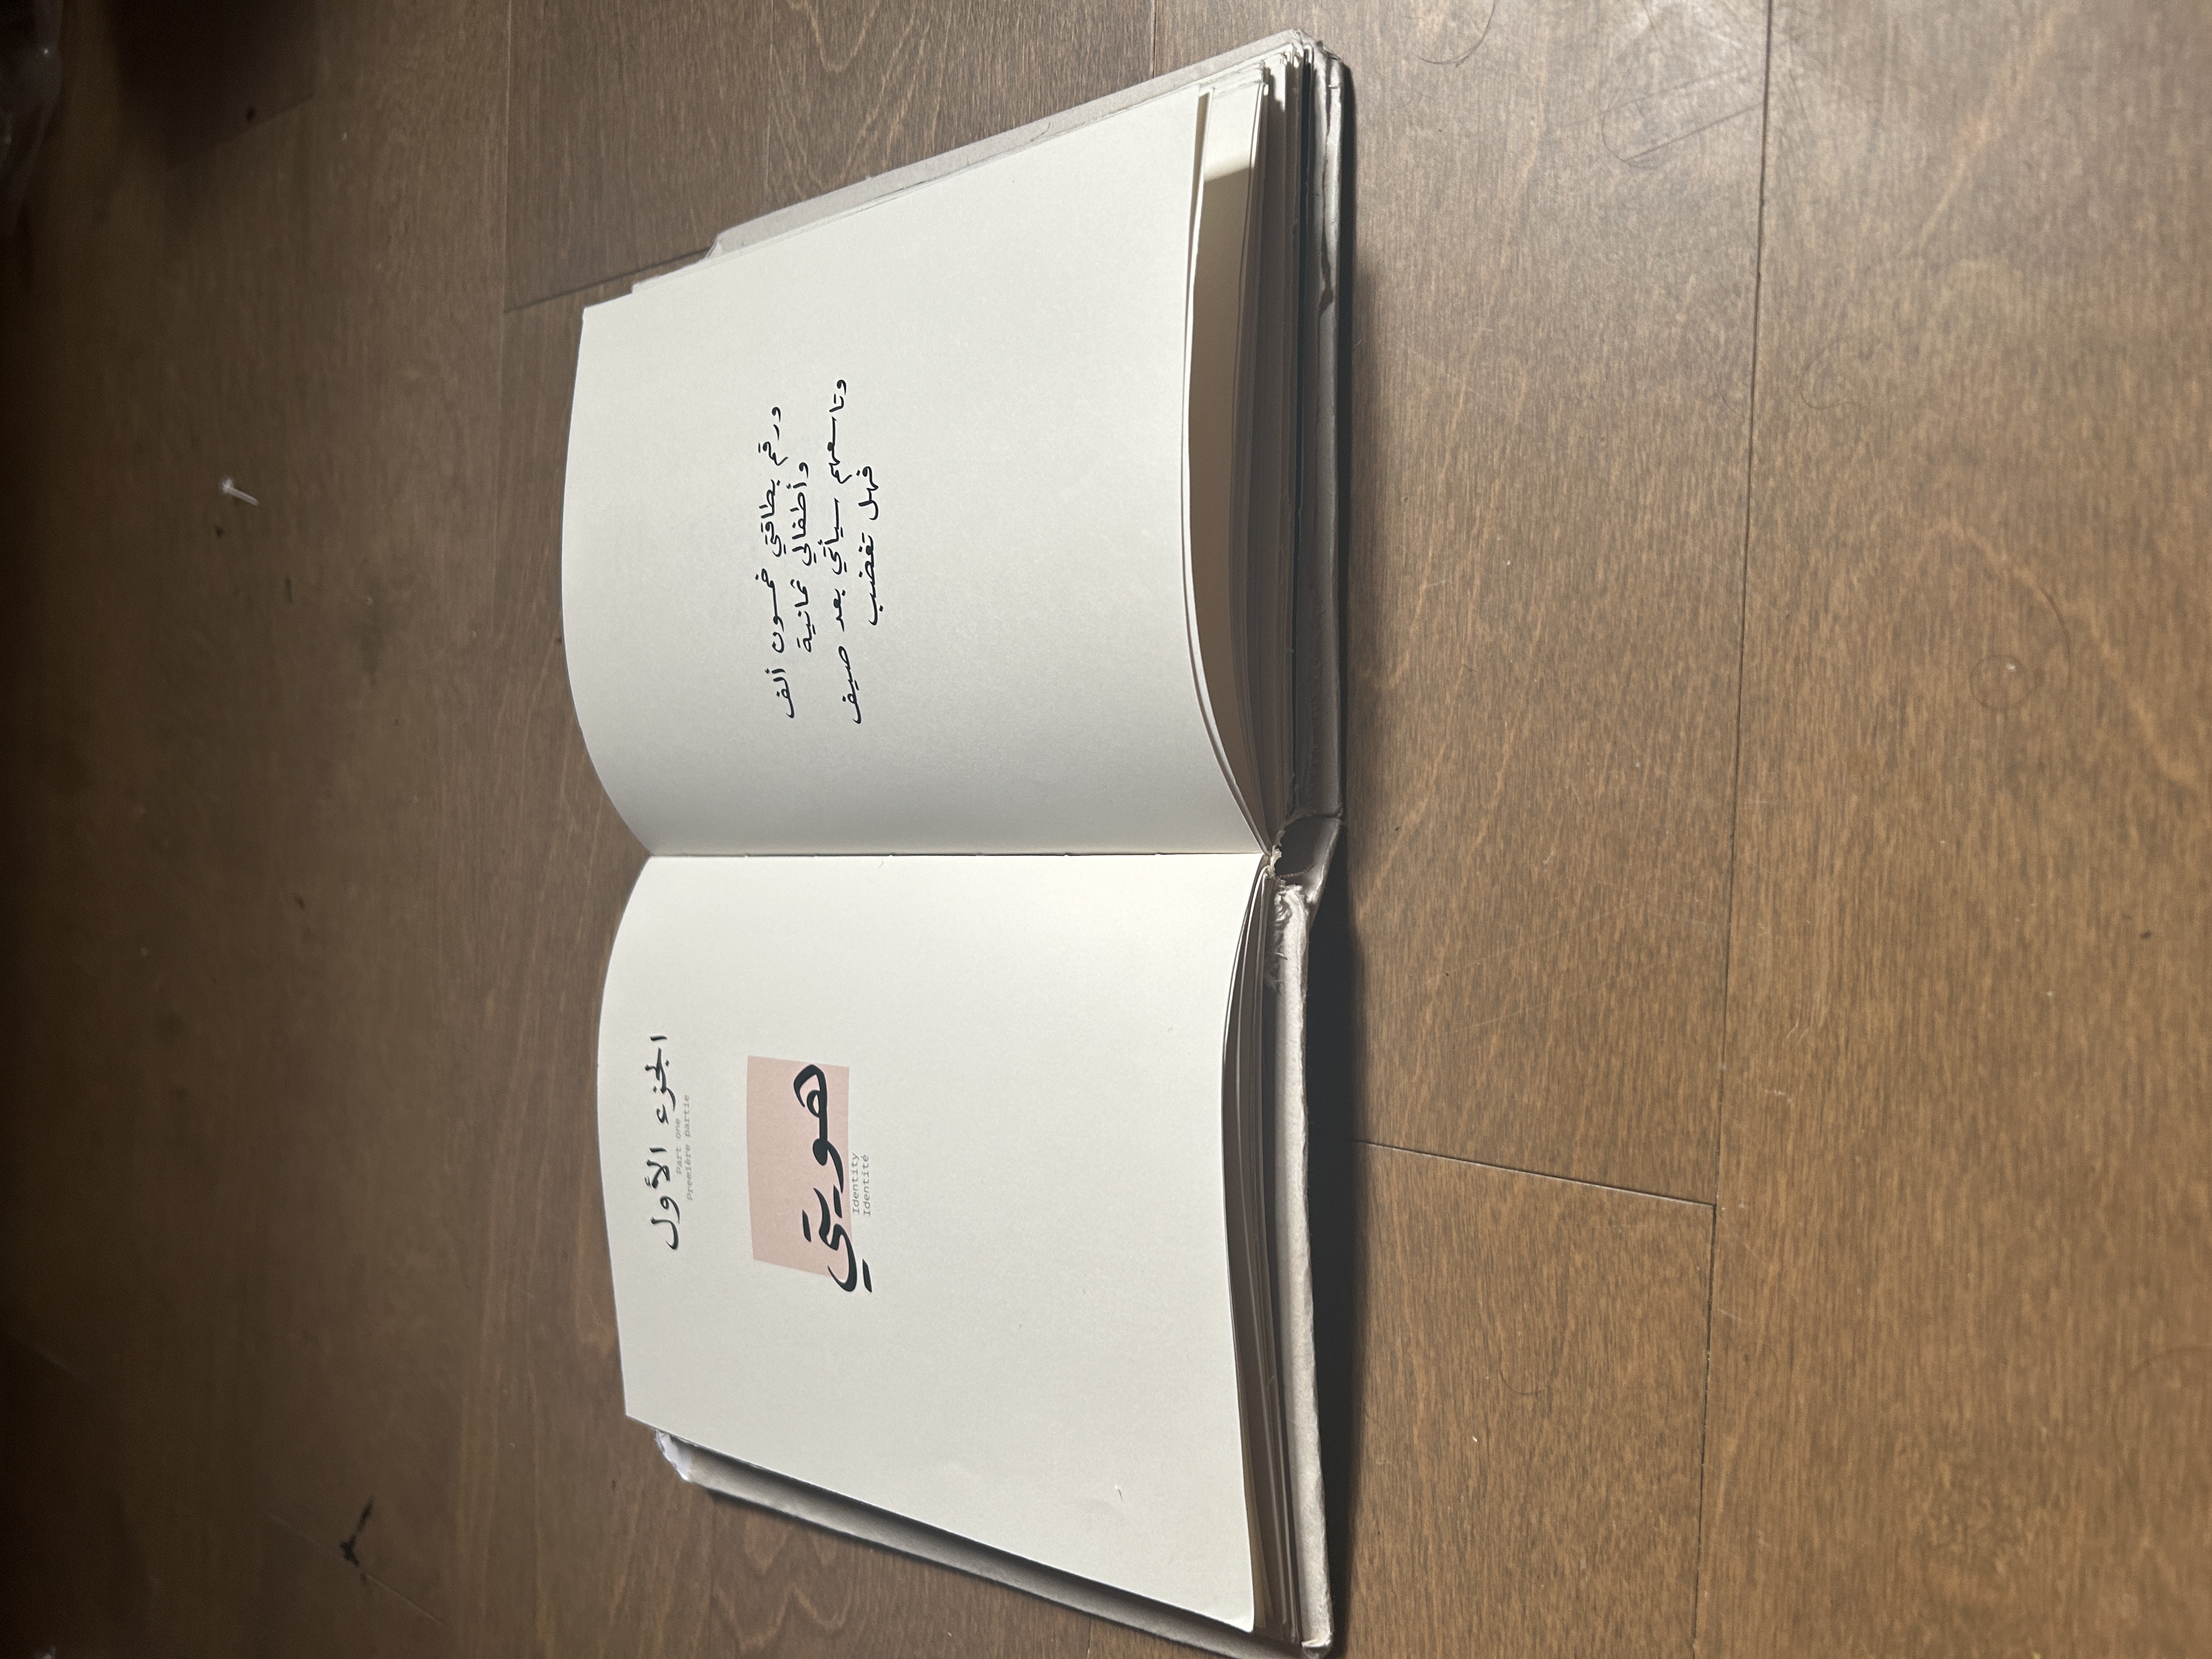 الجزء الأول
Part one
Première partie
هويتي
Identity
Identité
ورقم بطاقتي خمسون ألف
وأطفالي ثمانية
وتاسعهم سيأتي بعد صيف
فهل تغضب